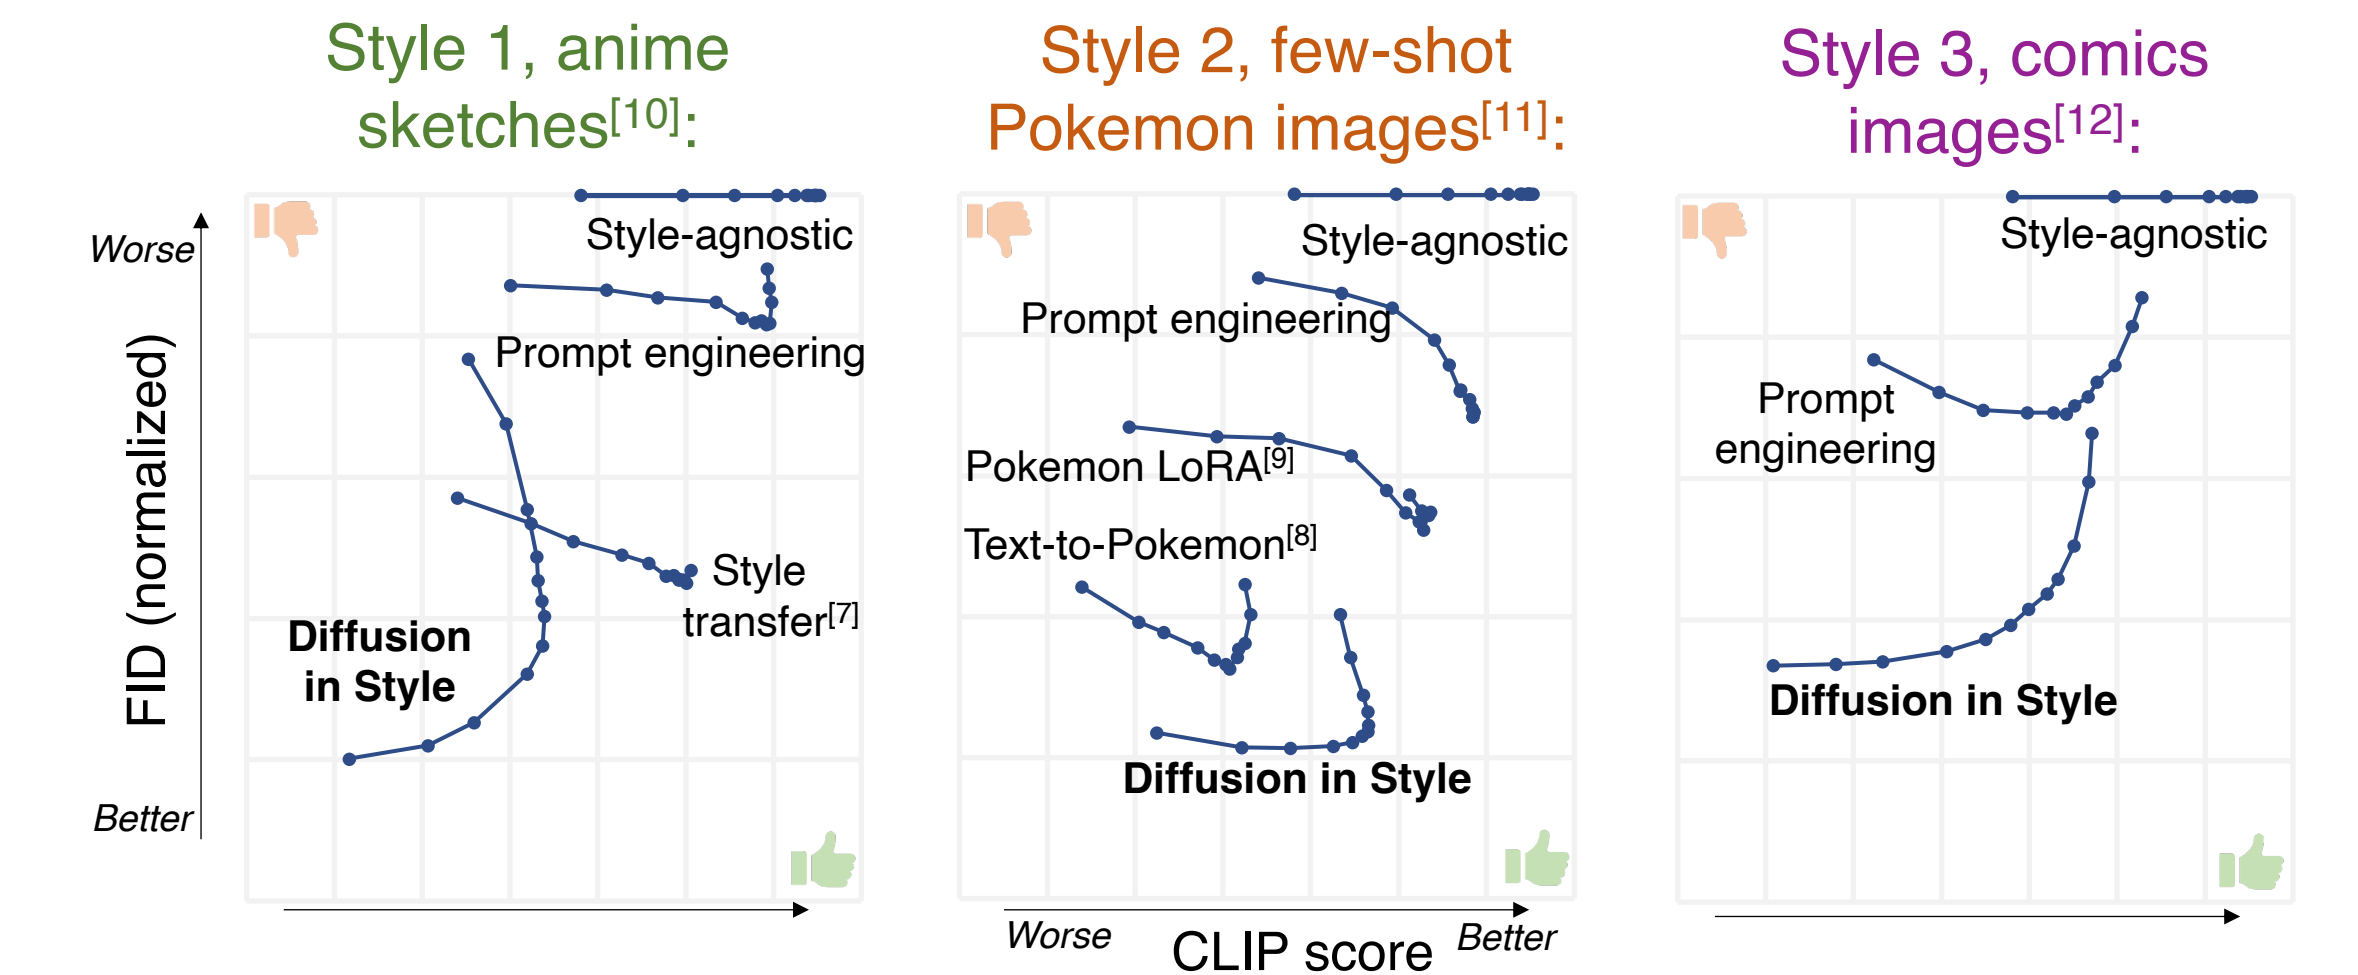 Style 1, anime
sketches[10]:
Style 2, few-shot
Pokemon images[11]:
Style 3, comics
images[12]:
Worse
FID (normalized)
Better
Style-agnostic
Prompt engineering
Style
transfer[7]
Diffusion
in Style
Style-agnostic
Prompt engineering
Pokemon LoRA[9]
Text-to-Pokemon[8]
Diffusion in Style
Worse
CLIP score
Better
Style-agnostic
Prompt
engineering
Diffusion in Style